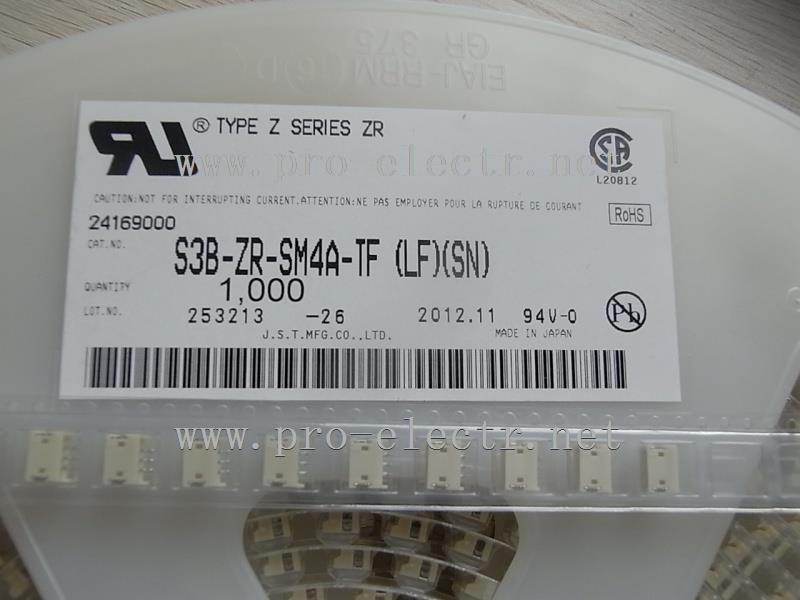 EIAJ-RRM(16)D
GR 375
® TYPE Z SERIES ZR
www.pro-electr.net
L20812
CAUTION:NOT FOR INTERRUPTING CURRENT.ATTENTION:NE PAS EMPLOYER POUR LA RUPTURE DE COURANT
24169000
RoHS
CAT.NO. S3B-ZR-SM4A-TF (LF)(SN)
QUANTITY 1,000
LOT.NO. 253213 -26 2012.11 94V-0 Pb
J.S.T.MFG.CO.,LTD. MADE IN JAPAN
www.pro-electr.net